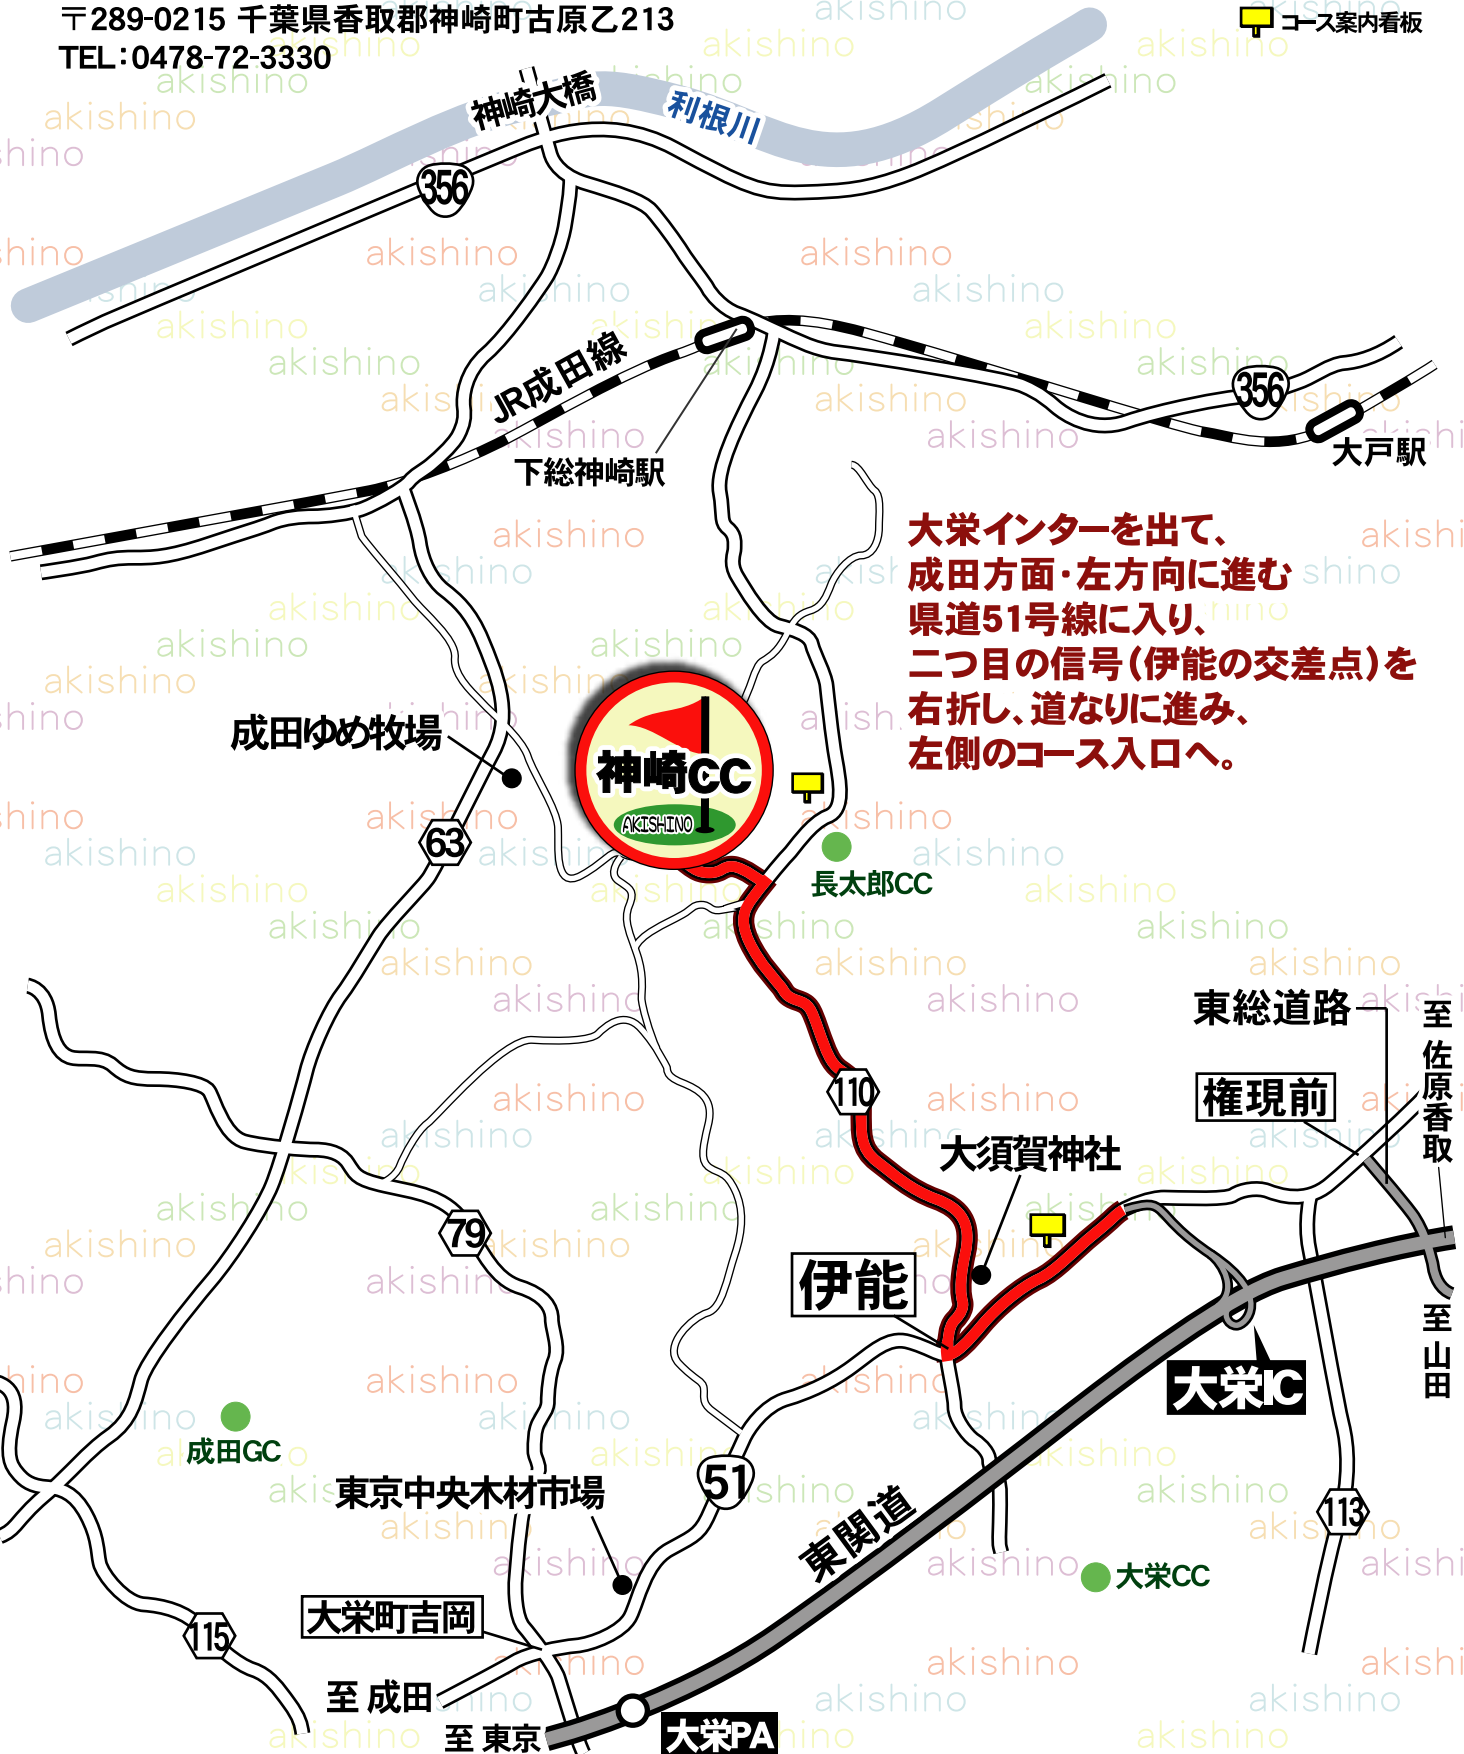 〒289-0215 千葉県香取郡神崎町古原乙213
TEL:0478-72-3330
コース案内看板
神崎大橋
利根川
356
JR成田線
下総神崎駅
356
大戸駅
大栄インターを出て、
成田方面・左方向に進む
県道51号線に入り、
二つ目の信号(伊能の交差点)を
右折し、道なりに進み、
左側のコース入口へ。
成田ゆめ牧場
神崎CC
AKISHINO
63
長太郎CC
東総道路
至 佐原香取
権現前
110
大須賀神社
79
伊能
至 山田
大栄IC
成田GC
東京中央木材市場
51
東関道
113
大栄CC
大栄町吉岡
115
至 成田
至 東京
大栄PA
akishino